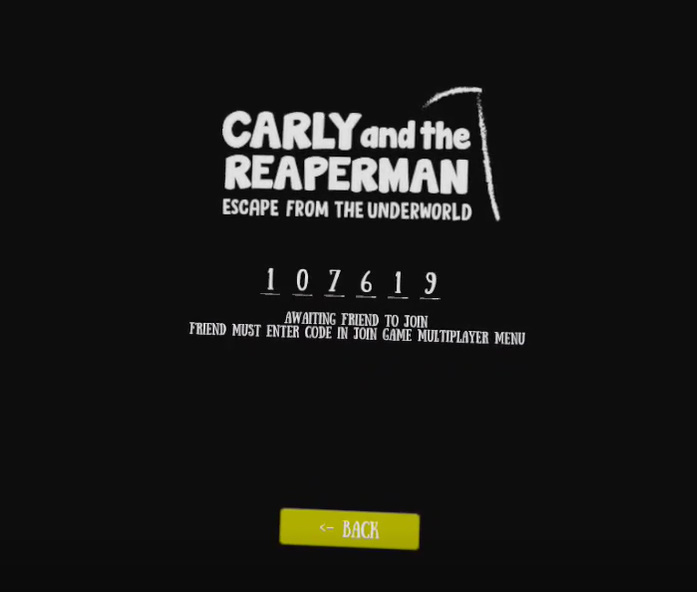 CARLY and the
REAPERMAN
ESCAPE FROM THE UNDERWORLD
1 0 7 6 1 9
AWAITING FRIEND TO JOIN
FRIEND MUST ENTER CODE IN JOIN GAME MULTIPLAYER MENU
<- BACK